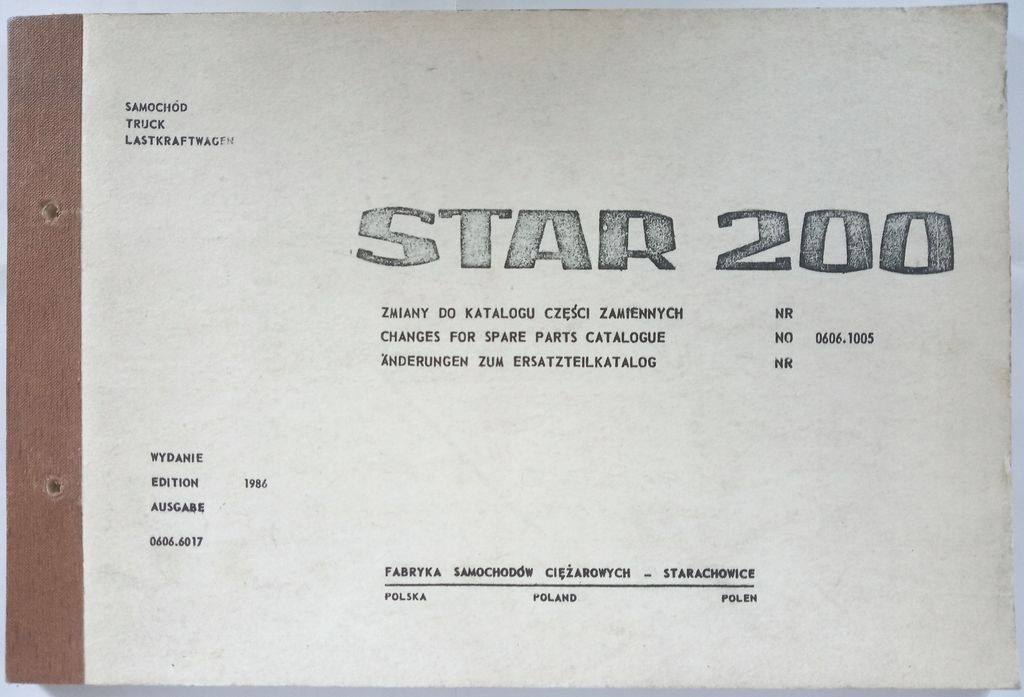 SAMOCHÓD
TRUCK
LASTKRAFTWAGEN
STAR 200
ZMIANY DO KATALOGU CZĘŚCI ZAMIENNYCH NR
CHANGES FOR SPARE PARTS CATALOGUE NO 0606.1005
ÄNDERUNGEN ZUM ERSATZTEILKATALOG NR
WYDANIE
EDITION 1986
AUSGABE
0606.6017
FABRYKA SAMOCHODÓW CIĘŻAROWYCH – STARACHOWICE
POLSKA POLAND POLEN